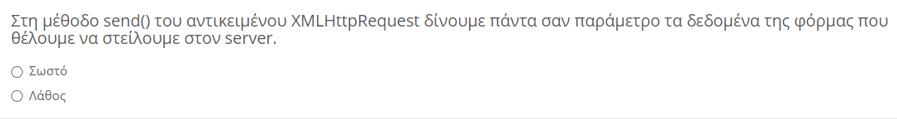 Στη μέθοδο send() του αντικειμένου XMLHttpRequest δίνουμε πάντα σαν παράμετρο τα δεδομένα της φόρμας που
θέλουμε να στείλουμε στον server.
Σωστό
Λάθος